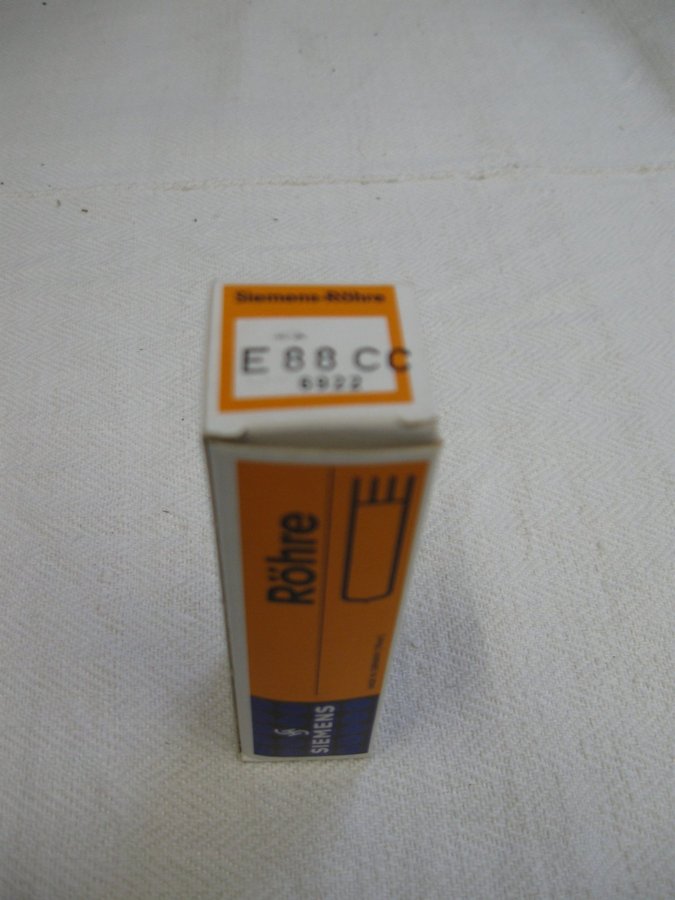 Siemens-Röhre
E 88 CC
6922
Röhre
SIEMENS